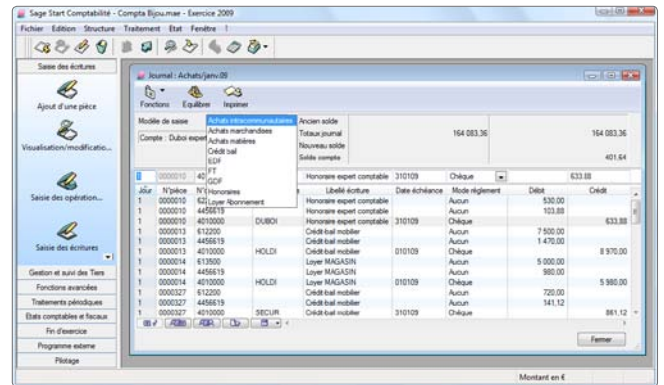 Sage Start Comptabilité - Compta Bijou.mae - Exercice 2009
Fichier Edition Structure Traitement Etat Fenêtre ?
Saisie des écritures
Ajout d'une pièce
Visualisation/modificatio...
Saisie des opération...
Saisie des écritures
Gestion et suivi des Tiers
Fonctions avancées
Traitements périodiques
Etats comptables et fiscaux
Fin d'exercice
Programme externe
Pilotage
Journal : Achats/janv.09
Fonctions Equilibrer Imprimer
Modèle de saisie
Compte : Duboi expert
Achats intracommunautaires
Achats marchandises
Achats matières
Crédit bail
EDF
FT
GDF
Honoraires
Loyer Abonnement
Ancien solde
Totaux journal 164 083,36 164 083,36
Nouveau solde
Solde compte 401,64
1 0000010 40 Honoraire expert comptable 310109 Chèque 633.88
Jour N°pièce Libellé écriture Date échéance Mode règlement Débit Crédit
1 0000010 622 Honoraire expert comptable Aucun 530,00
1 0000010 4456619 Honoraire expert comptable Aucun 103,88
1 0000010 4010000 DUBOI Honoraire expert comptable 310109 Chèque 633,88
1 0000013 612200 Crédit-bail mobilier Aucun 7 500,00
1 0000013 4456619 Crédit-bail mobilier Aucun 1 470,00
1 0000013 4010000 HOLDI Crédit-bail mobilier 010109 Chèque 8 970,00
1 0000014 613500 Loyer MAGASIN Aucun 5 000,00
1 0000014 4456619 Loyer MAGASIN Aucun 980,00
1 0000014 4010000 HOLDI Loyer MAGASIN 010109 Chèque 5 980,00
1 0000327 612200 Crédit-bail mobilier Aucun 720,00
1 0000327 4456619 Crédit-bail mobilier Aucun 141,12
1 0000327 4010000 SECUR. Crédit-bail mobilier 310109 Chèque 861,12
Fermer
Montant en €